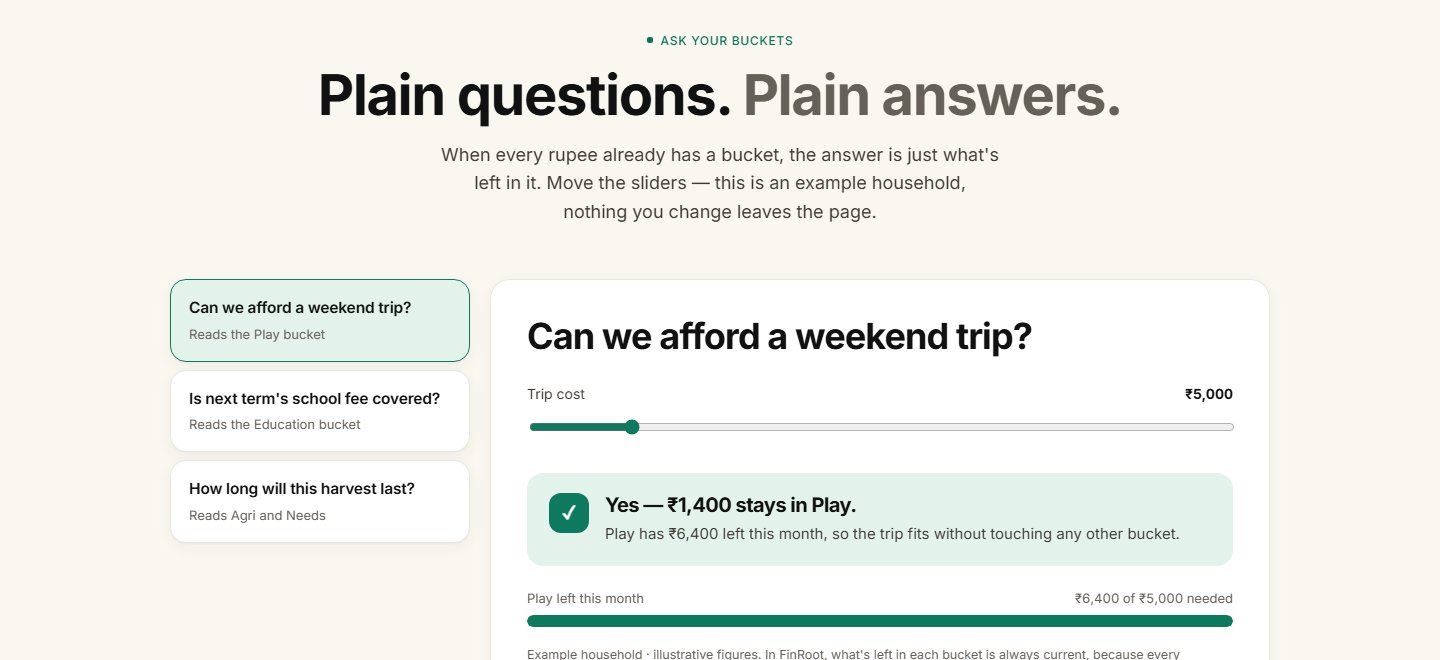 ASK YOUR BUCKETS
Plain questions. Plain answers.
When every rupee already has a bucket, the answer is just what's
left in it. Move the sliders — this is an example household,
nothing you change leaves the page.
Can we afford a weekend trip?
Reads the Play bucket
Is next term's school fee covered?
Reads the Education bucket
How long will this harvest last?
Reads Agri and Needs
Can we afford a weekend trip?
Trip cost
₹5,000
Yes — ₹1,400 stays in Play.
Play has ₹6,400 left this month, so the trip fits without touching any other bucket.
Play left this month
₹6,400 of ₹5,000 needed
Example household · illustrative figures. In FinRoot, what's left in each bucket is always current, because every